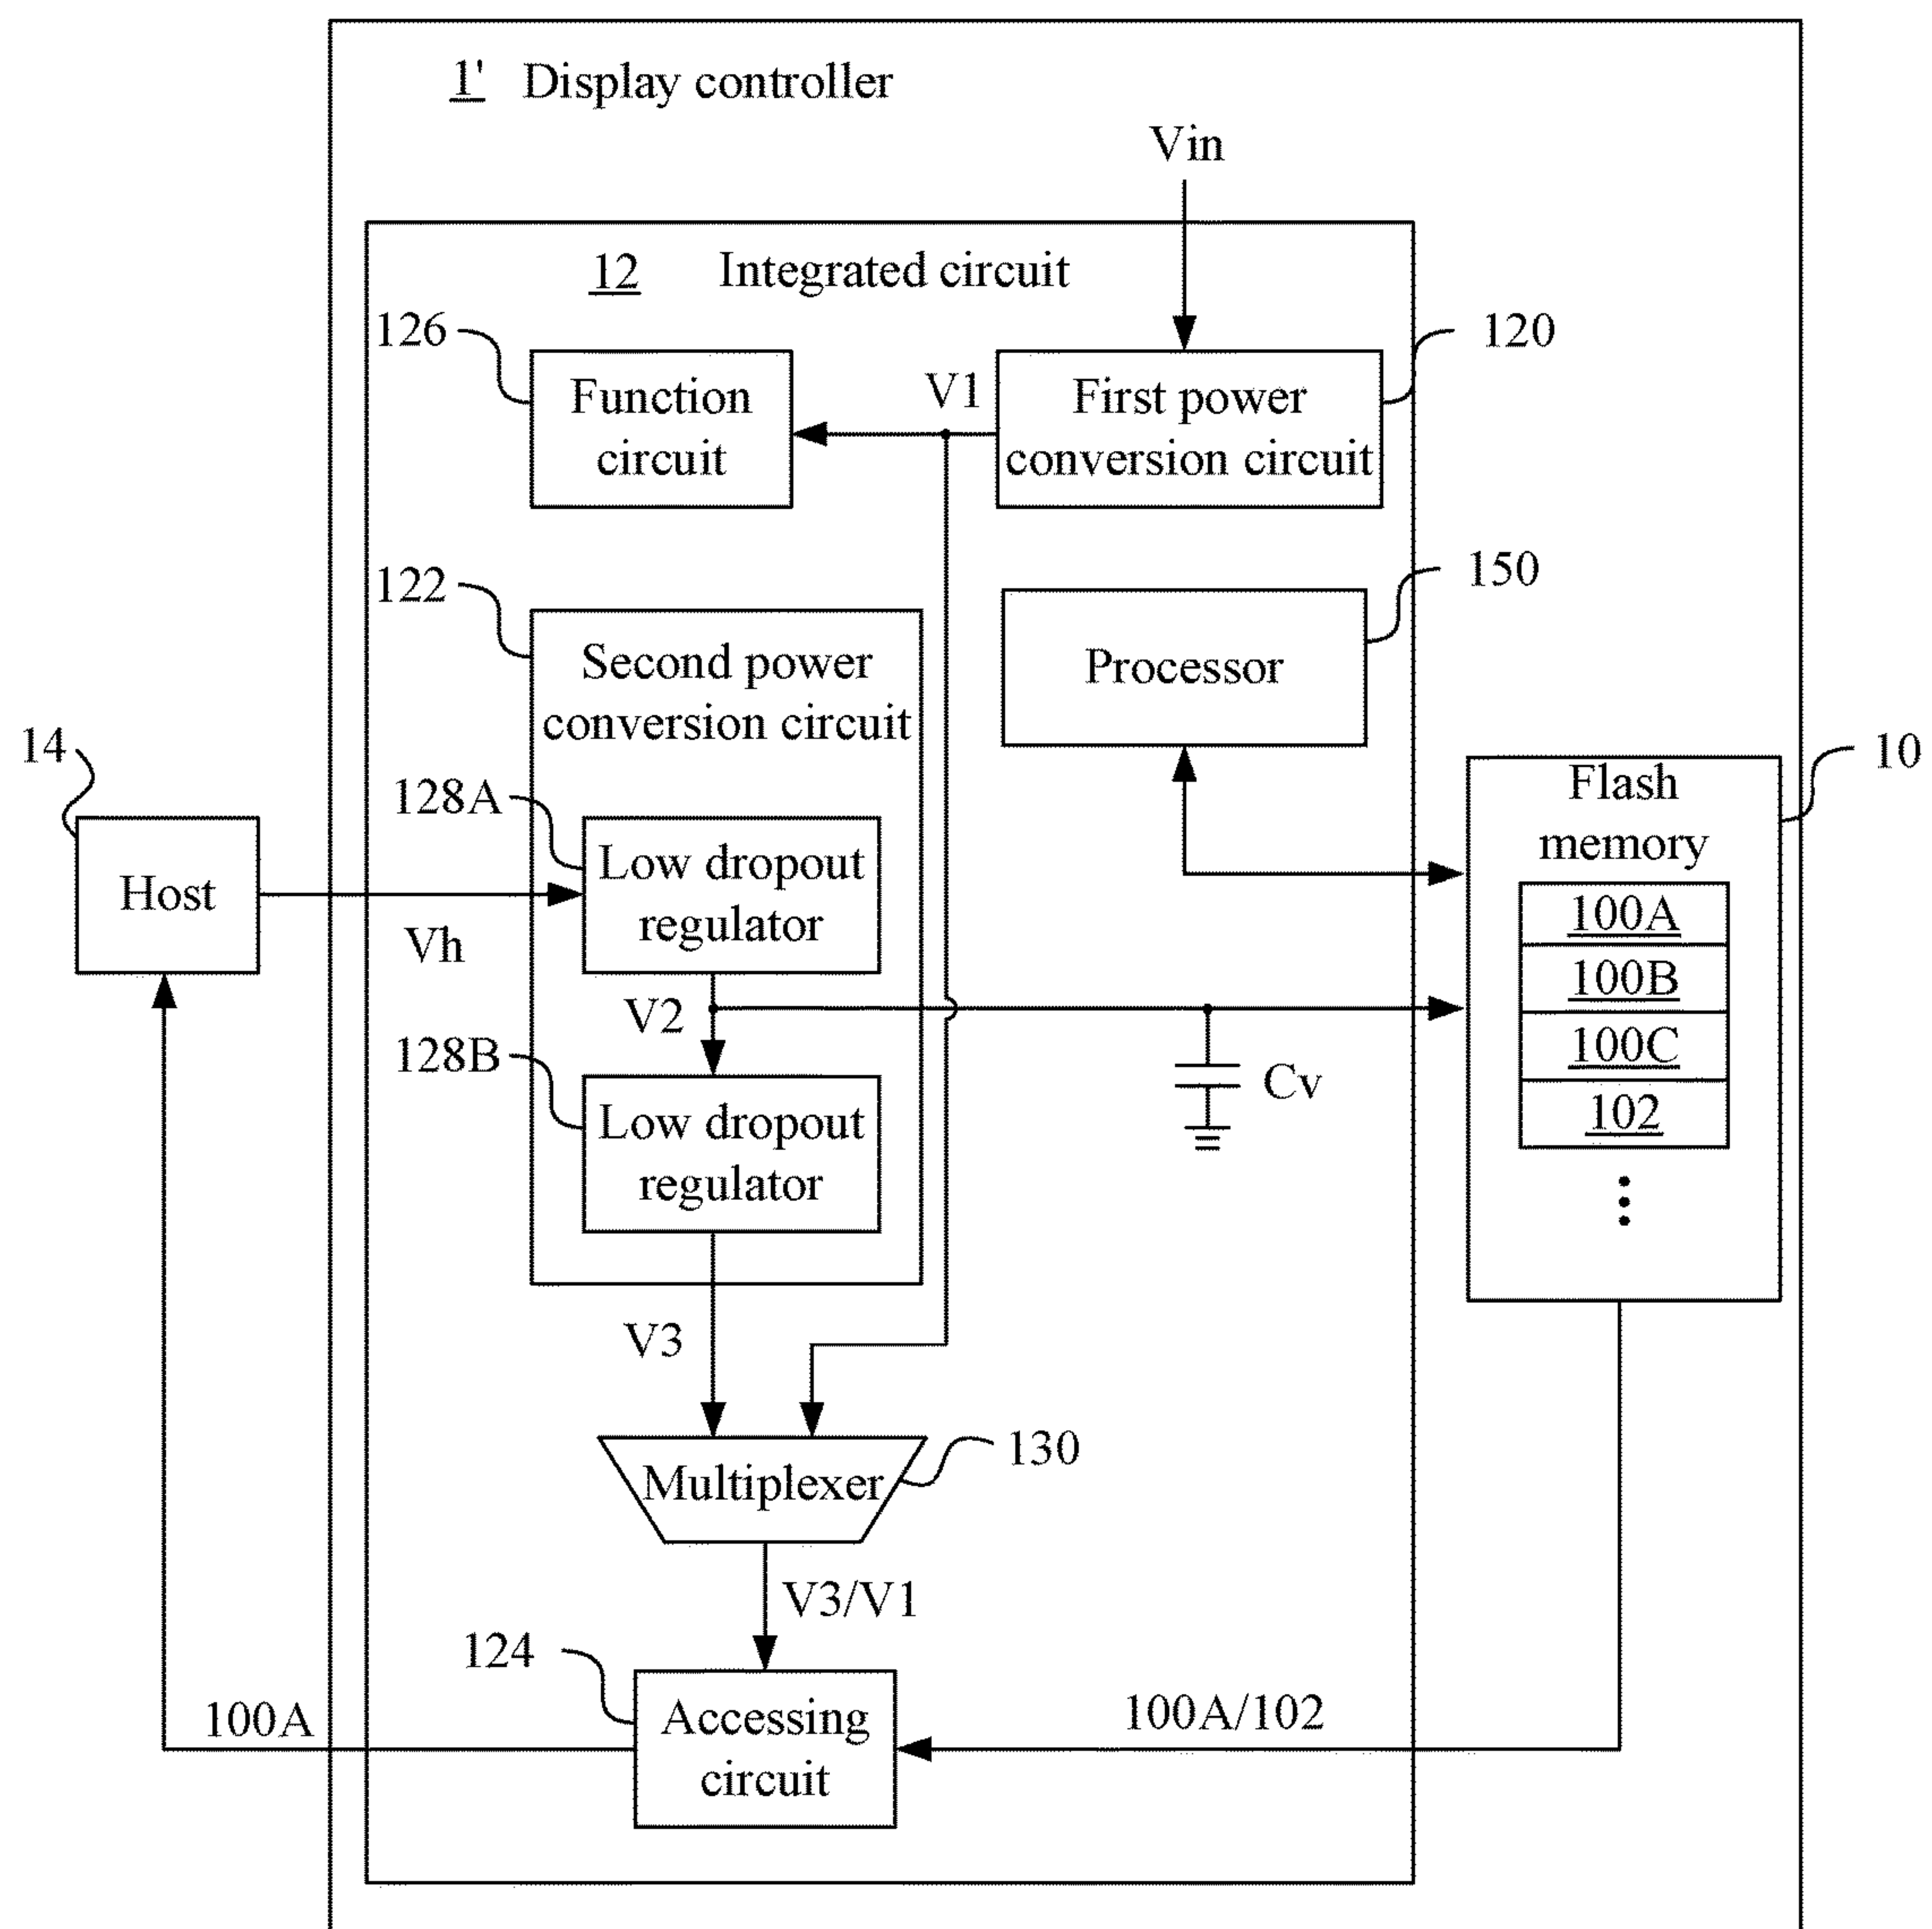 1' Display controller
Vin
12 Integrated circuit
126
120
Function
circuit
V1
First power
conversion circuit
122
150
Second power
conversion circuit
Processor
14
10
Flash
memory
128A
Low dropout
regulator
Host
Vh
100A
100B
100C
102
V2
128B
Cv
Low dropout
regulator
V3
Multiplexer
130
V3/V1
124
Accessing
circuit
100A
100A/102